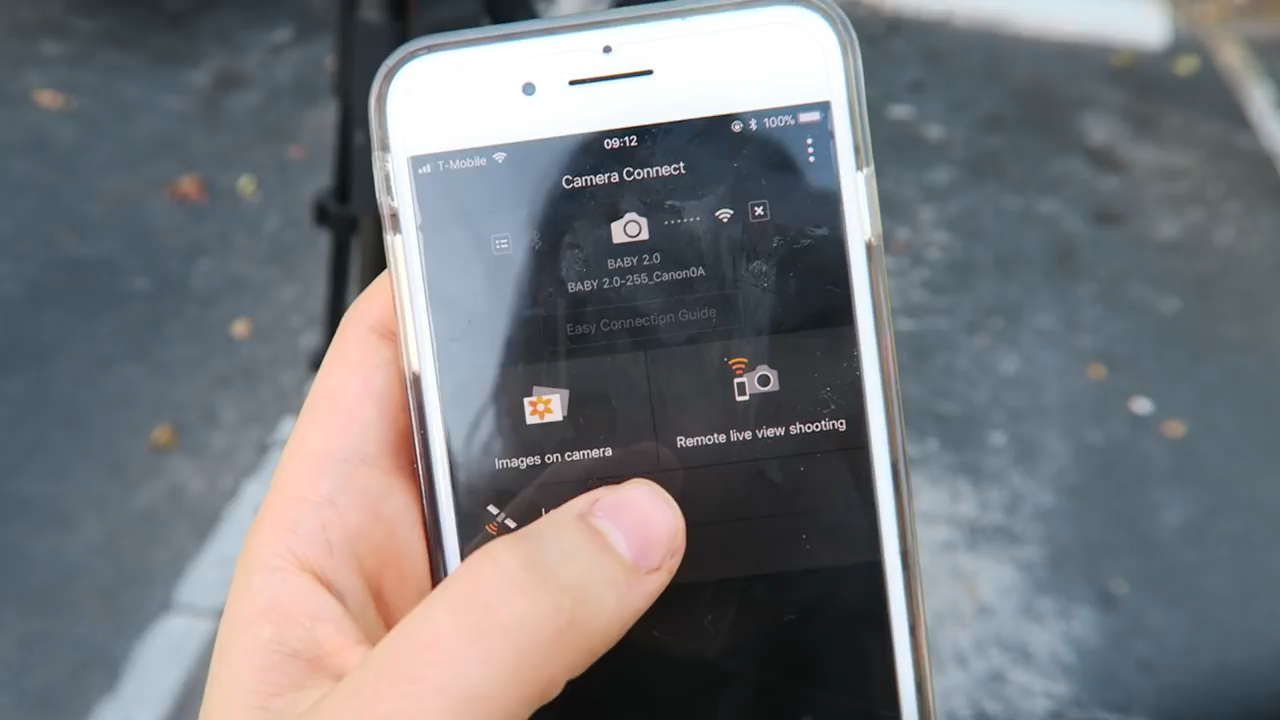 T-Mobile
09:12
100%
Camera Connect
BABY 2.0
BABY 2.0-255_Canon0A
Easy Connection Guide
Images on camera
Remote live view shooting